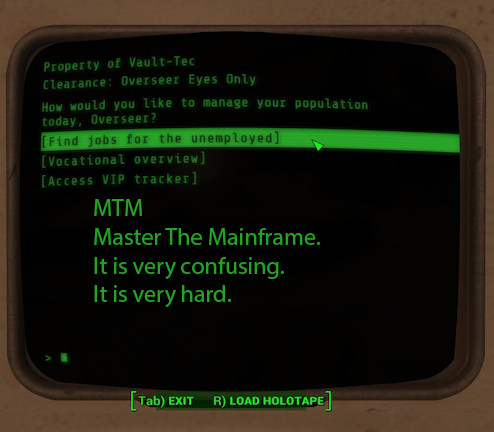 Property of Vault-Tec
Clearance: Overseer Eyes Only
How would you like to manage your population
today, Overseer?
[Find jobs for the unemployed]
[Vocational overview]
[Access VIP tracker]
MTM
Master The Mainframe.
It is very confusing.
It is very hard.
>
[Tab) EXIT R) LOAD HOLOTAPE]